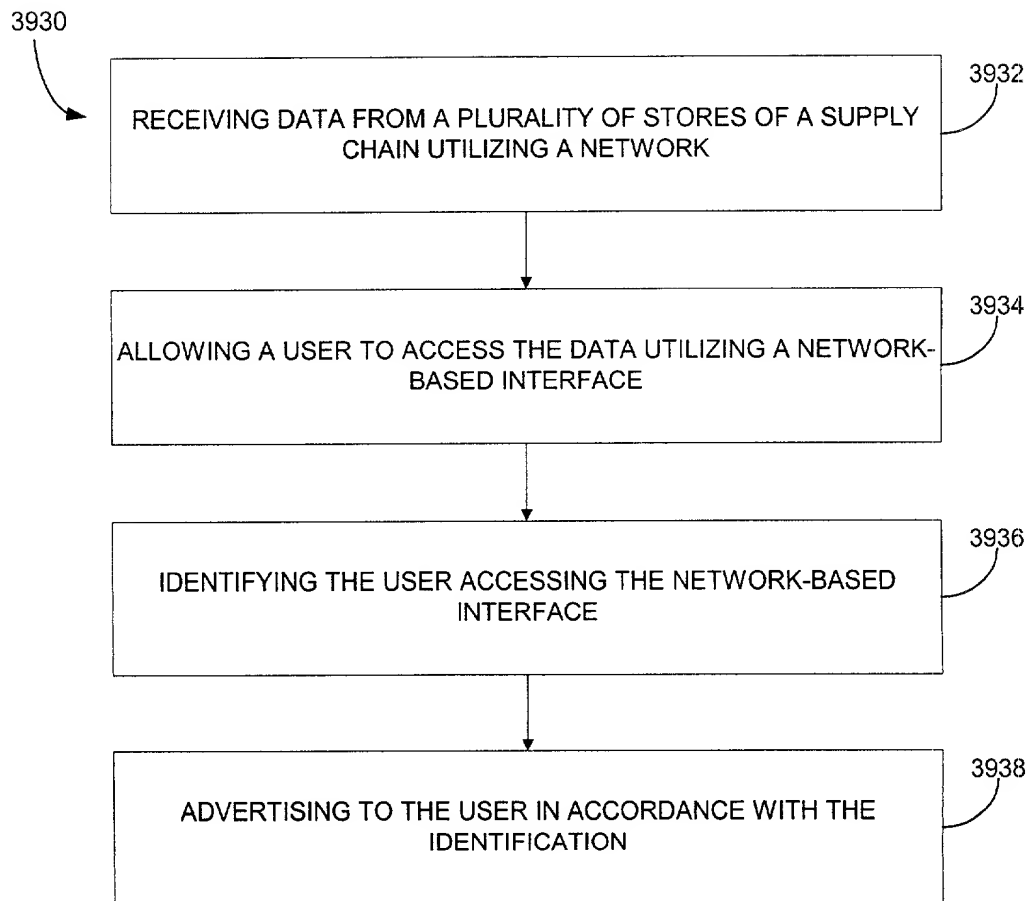 3930
3932
RECEIVING DATA FROM A PLURALITY OF STORES OF A SUPPLY
CHAIN UTILIZING A NETWORK
3934
ALLOWING A USER TO ACCESS THE DATA UTILIZING A NETWORK-
BASED INTERFACE
3936
IDENTIFYING THE USER ACCESSING THE NETWORK-BASED
INTERFACE
3938
ADVERTISING TO THE USER IN ACCORDANCE WITH THE
IDENTIFICATION